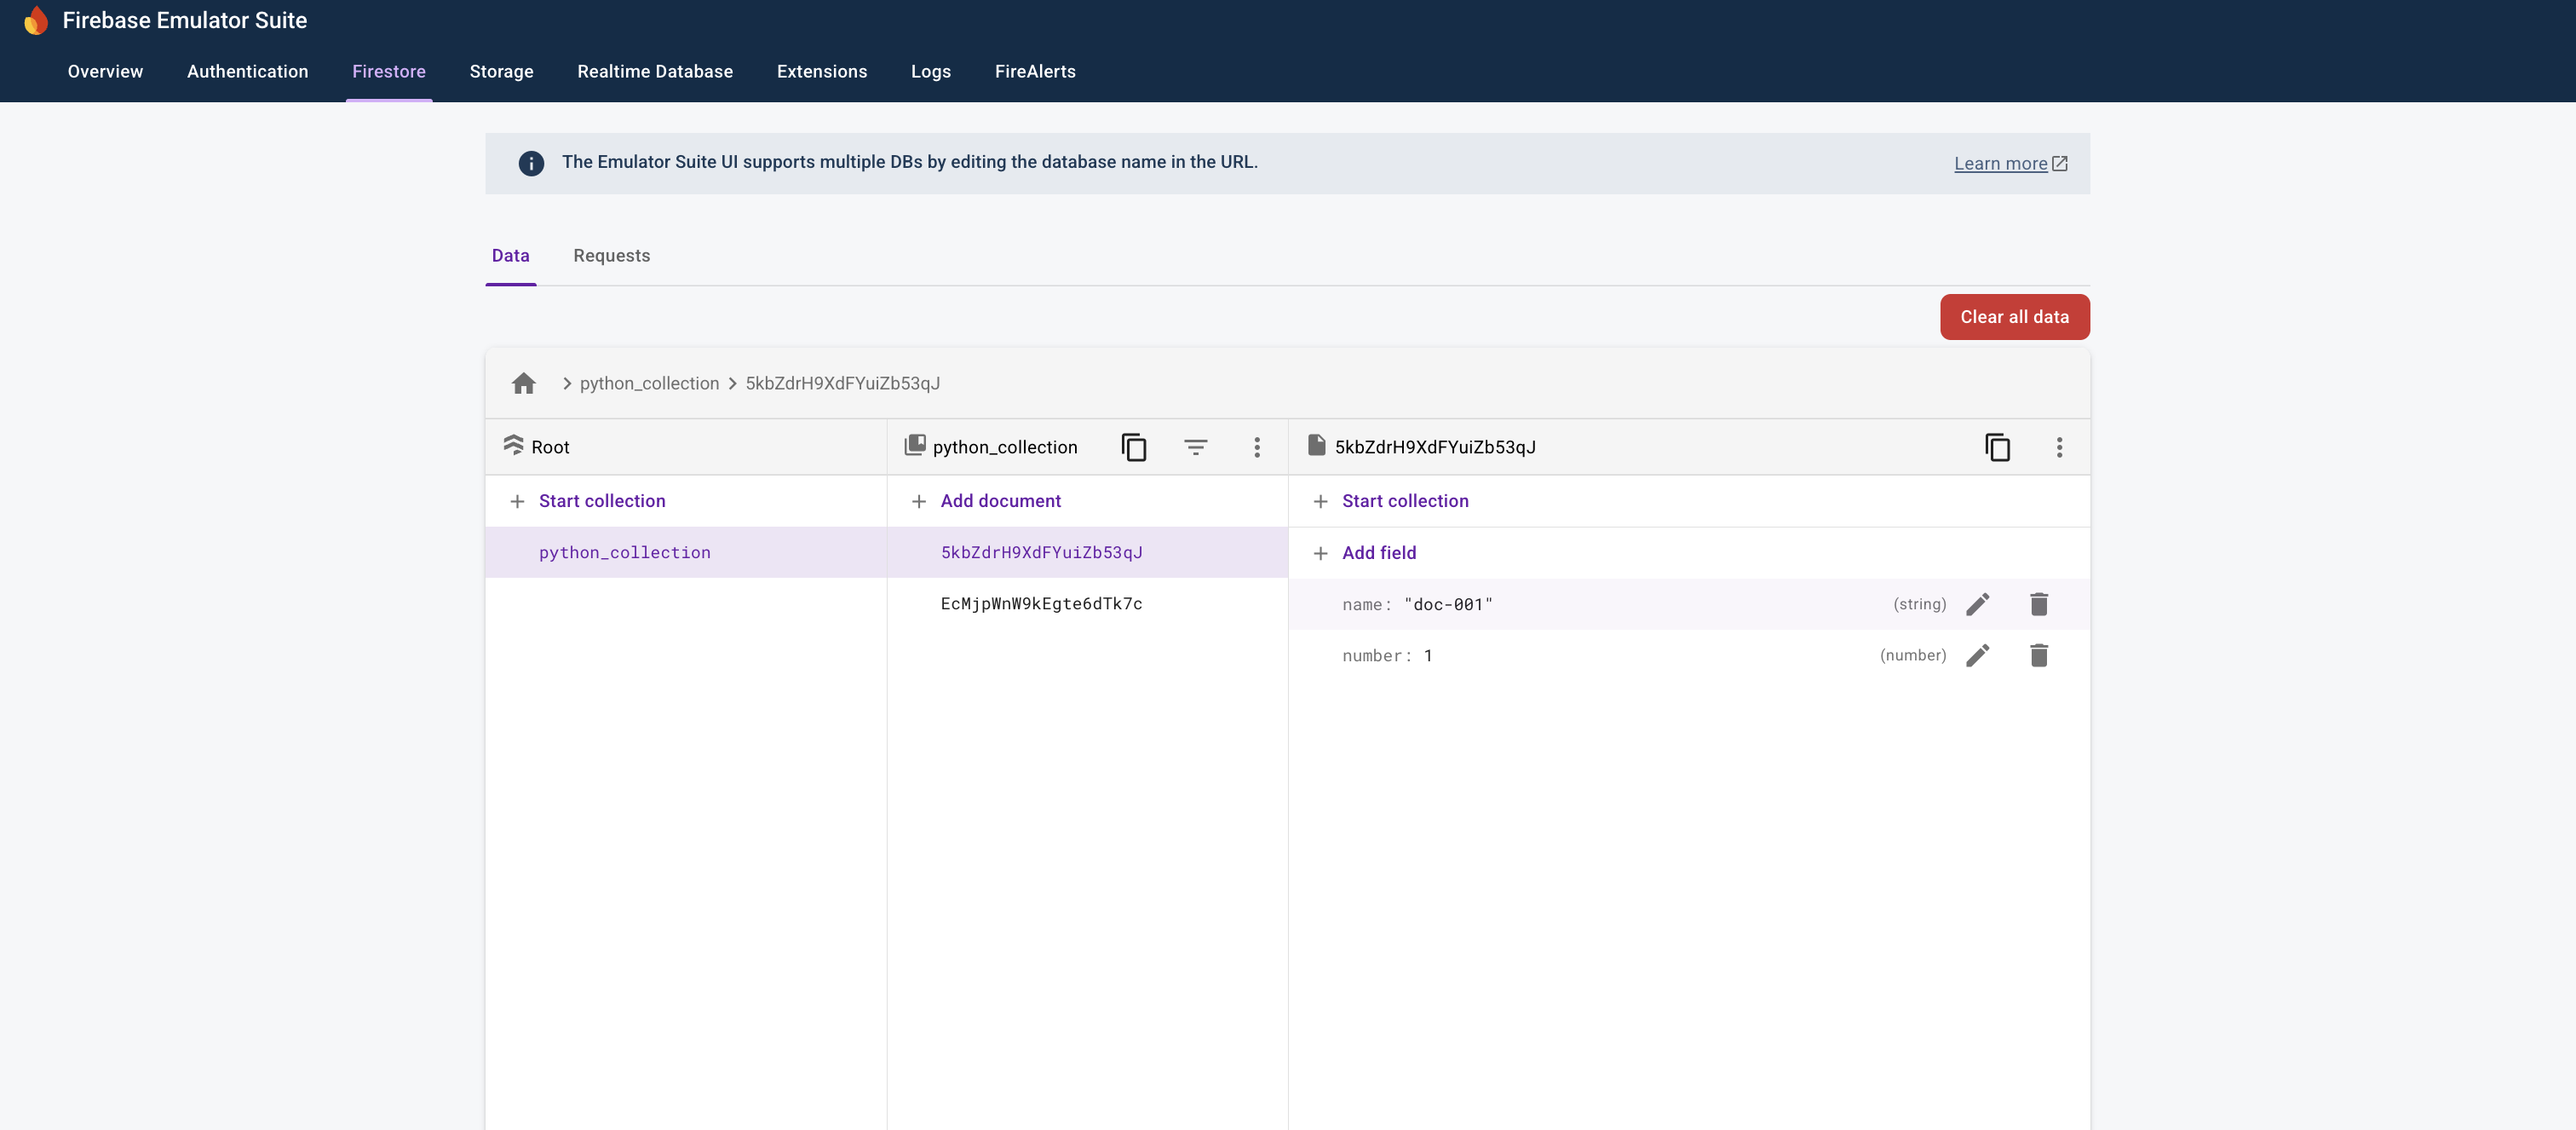 Firebase Emulator Suite
Overview Authentication Firestore Storage Realtime Database Extensions Logs FireAlerts
The Emulator Suite UI supports multiple DBs by editing the database name in the URL. Learn more
Data Requests
Clear all data
python_collection 5kbZdrH9XdFYuiZb53qJ
Root python_collection 5kbZdrH9XdFYuiZb53qJ
+ Start collection + Add document + Start collection
python_collection 5kbZdrH9XdFYuiZb53qJ + Add field
EcMjpWnW9kEgte6dTk7c name: "doc-001" (string)
number: 1 (number)